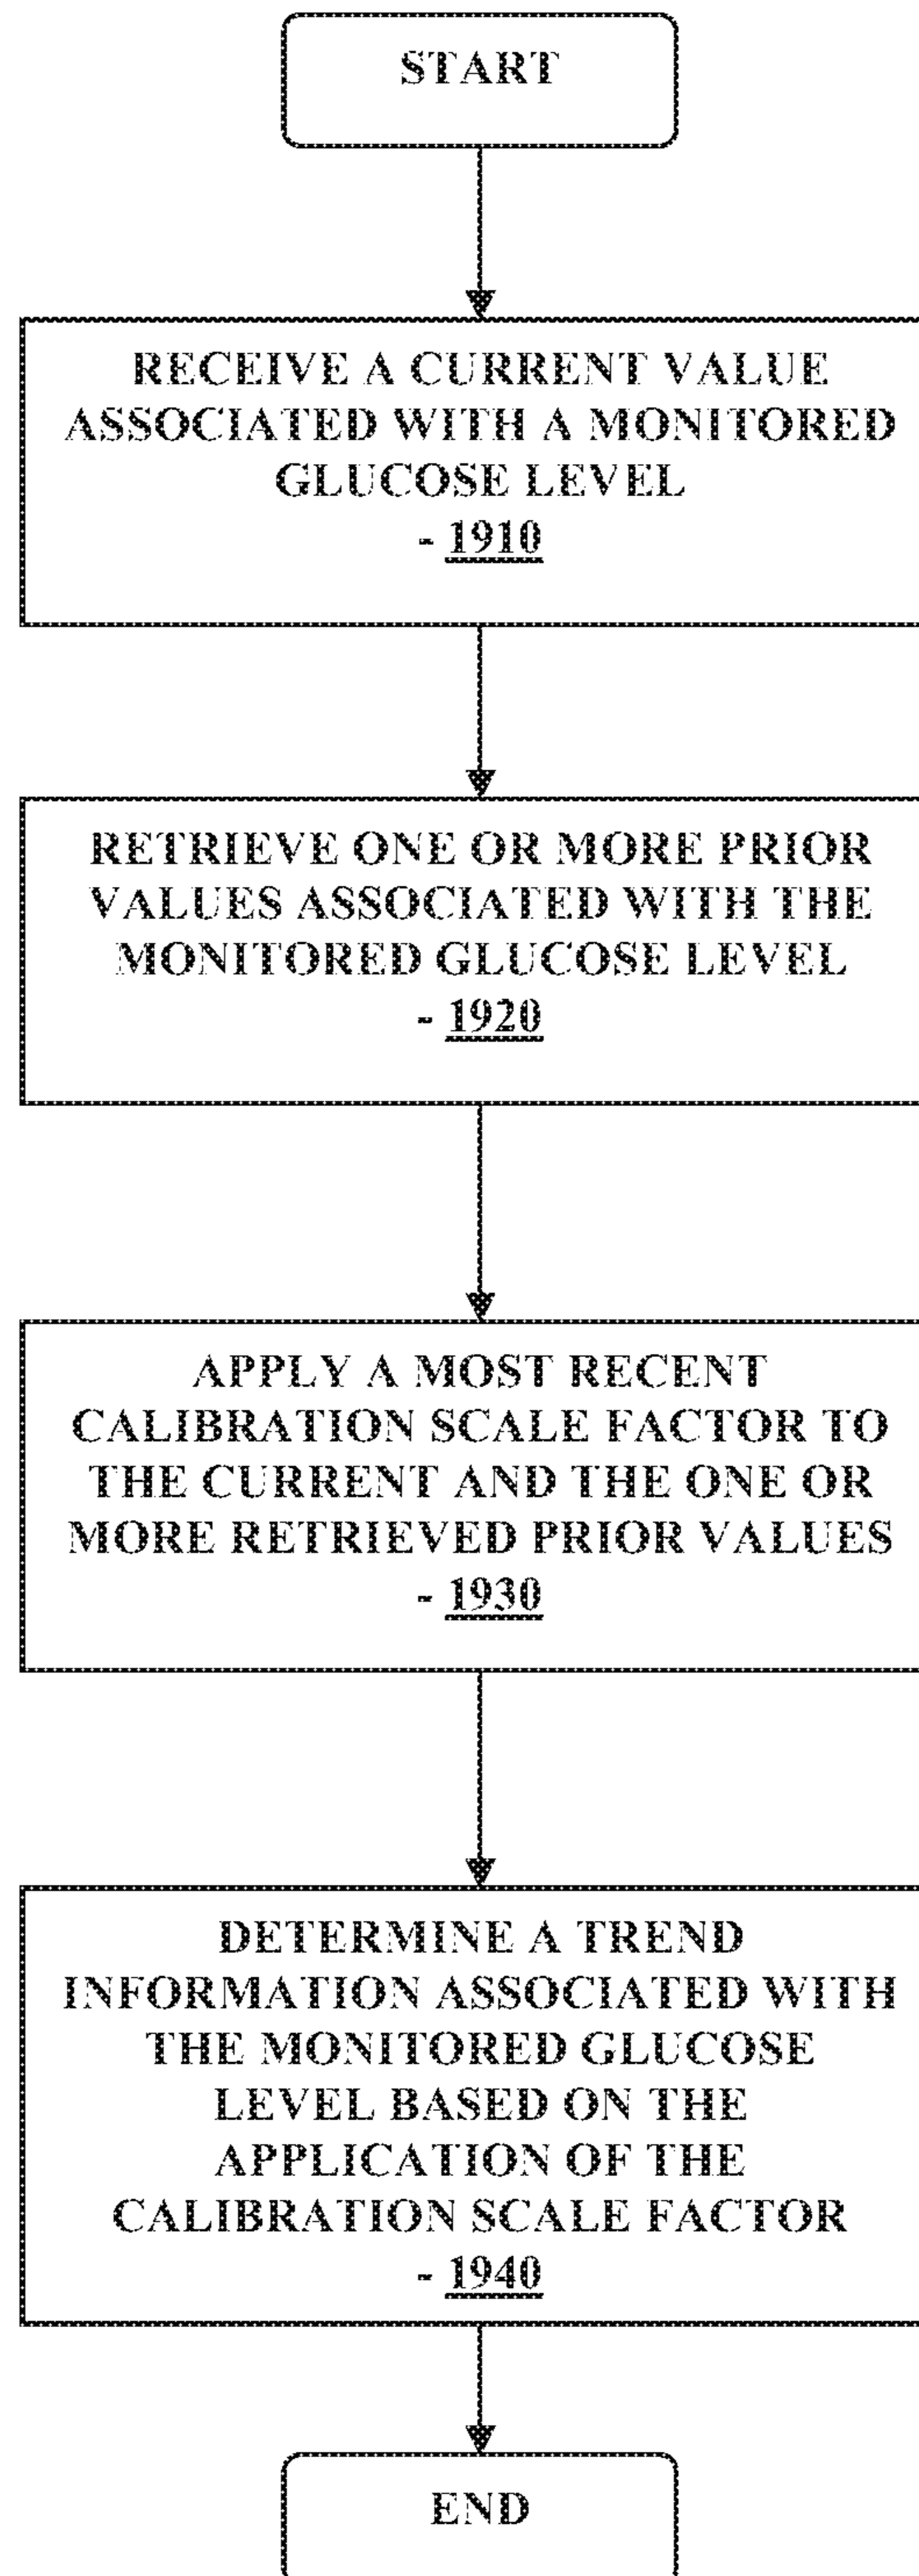 START
RECEIVE A CURRENT VALUE
ASSOCIATED WITH A MONITORED
GLUCOSE LEVEL
- 1910
RETRIEVE ONE OR MORE PRIOR
VALUES ASSOCIATED WITH THE
MONITORED GLUCOSE LEVEL
- 1920
APPLY A MOST RECENT
CALIBRATION SCALE FACTOR TO
THE CURRENT AND THE ONE OR
MORE RETRIEVED PRIOR VALUES
- 1930
DETERMINE A TREND
INFORMATION ASSOCIATED WITH
THE MONITORED GLUCOSE
LEVEL BASED ON THE
APPLICATION OF THE
CALIBRATION SCALE FACTOR
- 1940
END